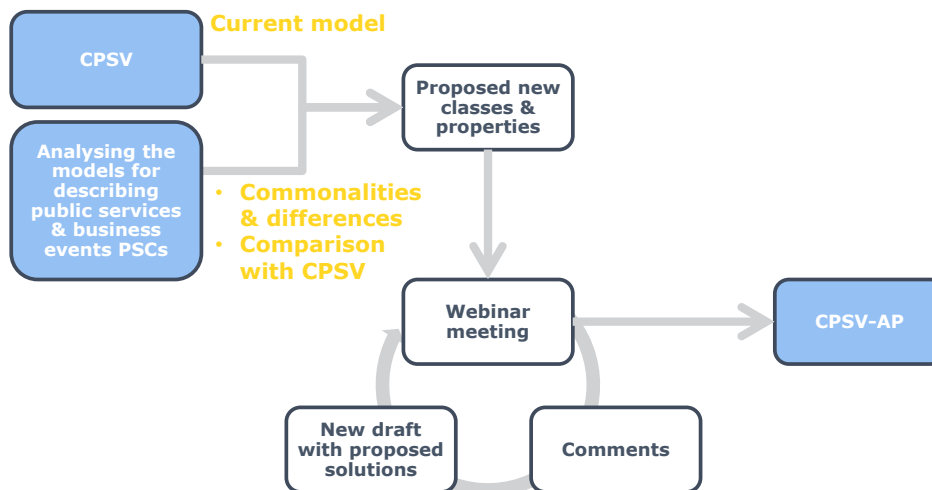 Current model
CPSV
Proposed new
classes &
properties
Analysing the
models for
describing
public services
& business
events PSCs
• Commonalities
& differences
• Comparison
with CPSV
Webinar
meeting
CPSV-AP
New draft
with proposed
solutions
Comments